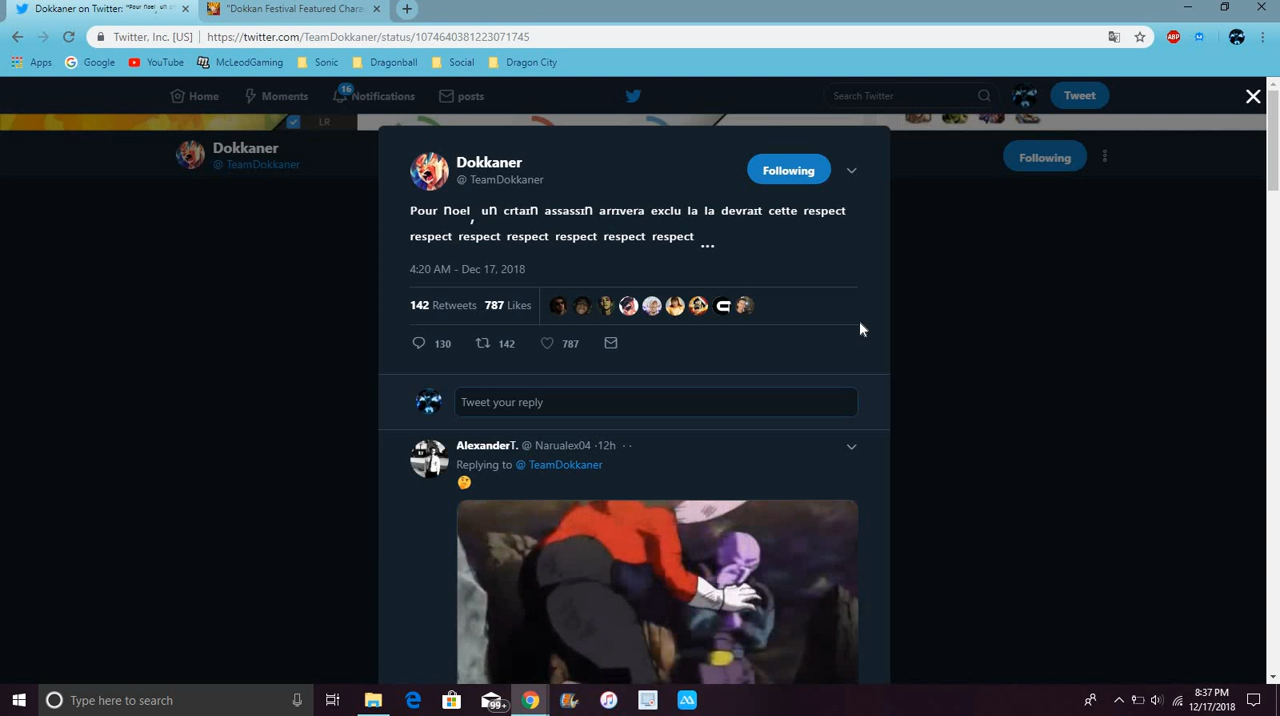 Dokkaner on Twitter: "Pour Noel, un c
"Dokkan Festival Featured Chara
Twitter, Inc. [US] | https://twitter.com/TeamDokkaner/status/1074640381223071745
ABP
Apps Google YouTube McLeodGaming Sonic Dragonball Social Dragon City
Home Moments 16 Notifications posts Search Twitter Tweet
LR
Dokkaner
@ TeamDokkaner
Following
Dokkaner
@ TeamDokkaner
Following
Pour noel, un crtaın assassın arrıvera exclu la la devraıt cette respect
respect respect respect respect respect respect ...
4:20 AM - Dec 17, 2018
142 Retweets 787 Likes
130 142 787
Tweet your reply
AlexanderT. @ Narualex04 ·12h
Replying to @ TeamDokkaner
🤔
Type here to search
99+
8:37 PM
12/17/2018